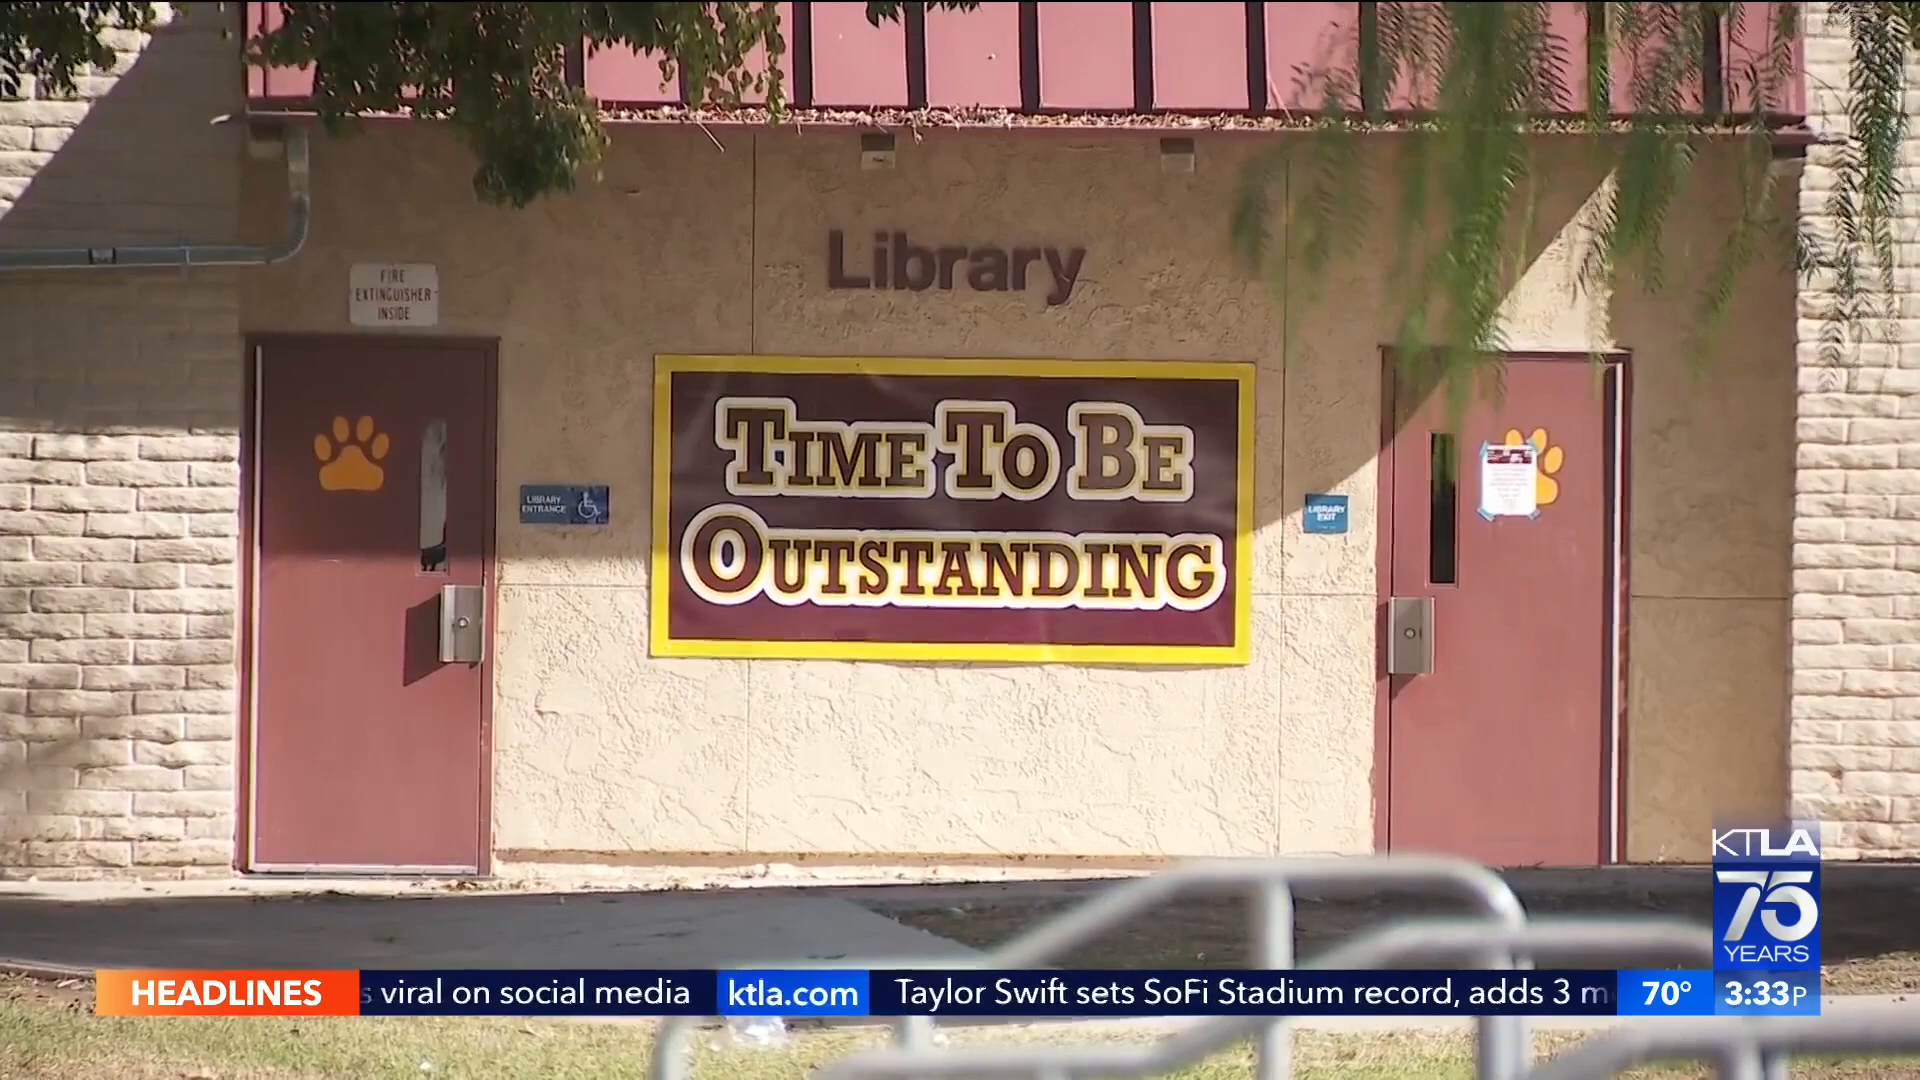 Library
FIRE
EXTINGUISHER
INSIDE
TIME TO BE
OUTSTANDING
LIBRARY
ENTRANCE
LIBRARY
EXIT
KTLA
75
YEARS
HEADLINES
viral on social media
ktla.com
Taylor Swift sets SoFi Stadium record, adds 3
70°
3:33P